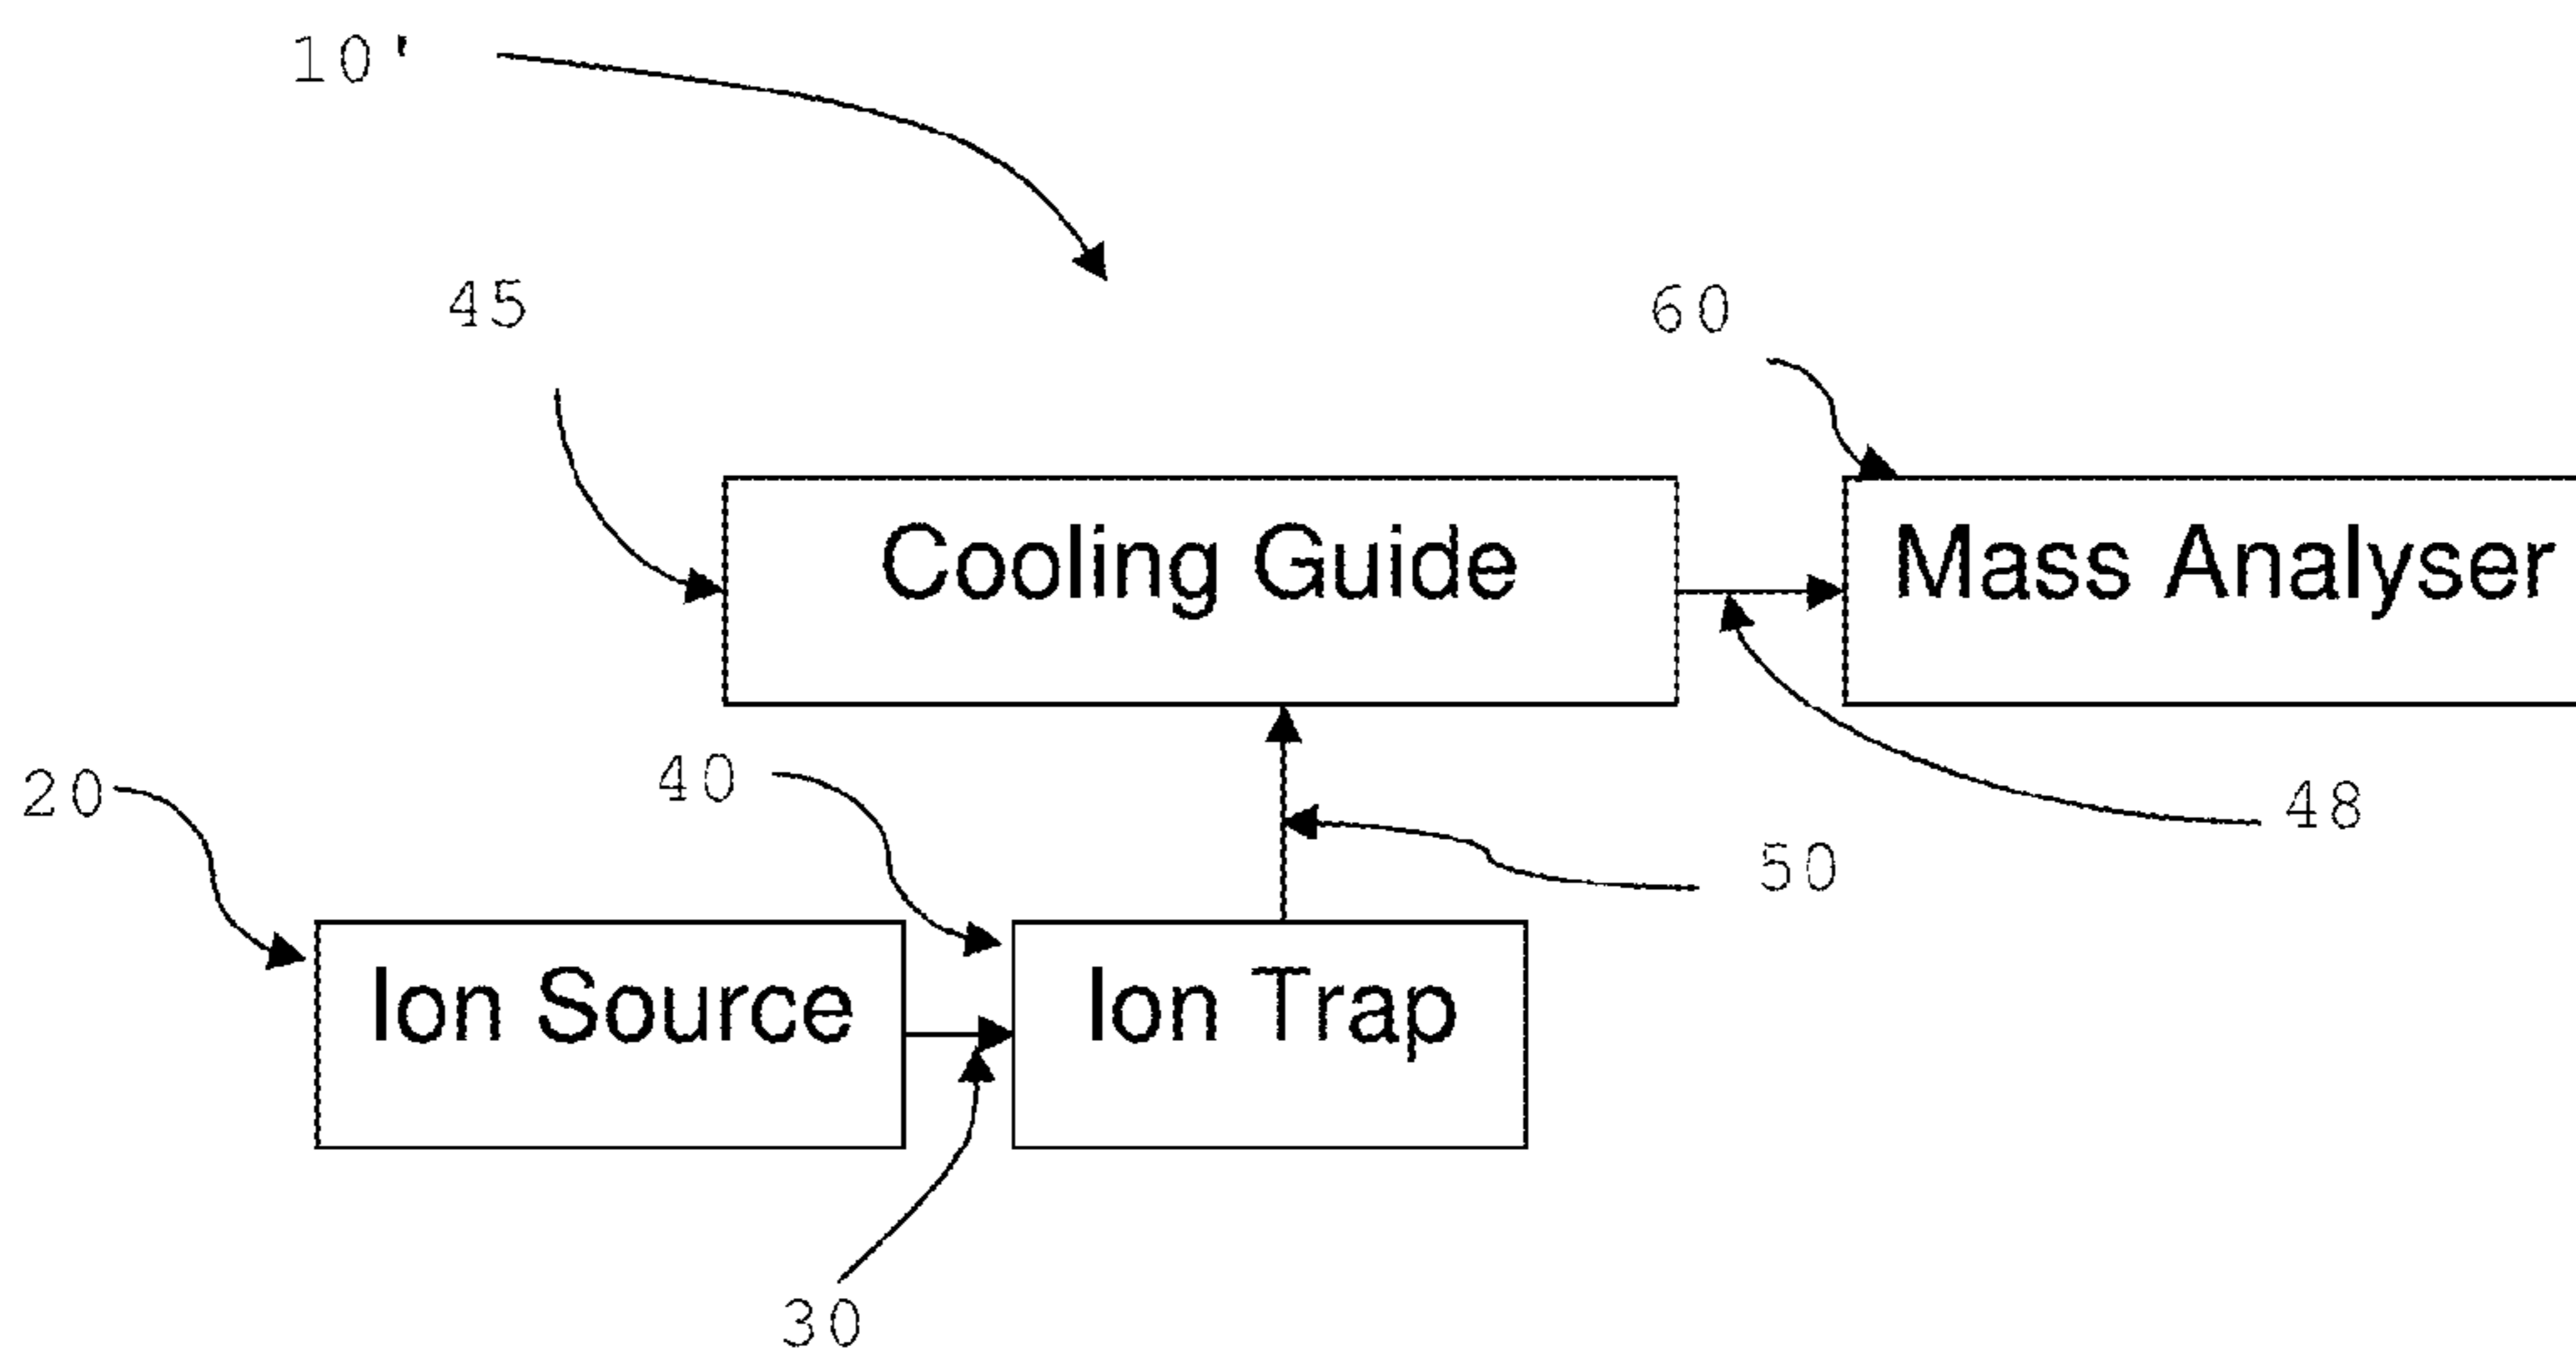 10'
45
60
Cooling Guide
Mass Analyser
20
40
48
50
Ion Source
Ion Trap
30